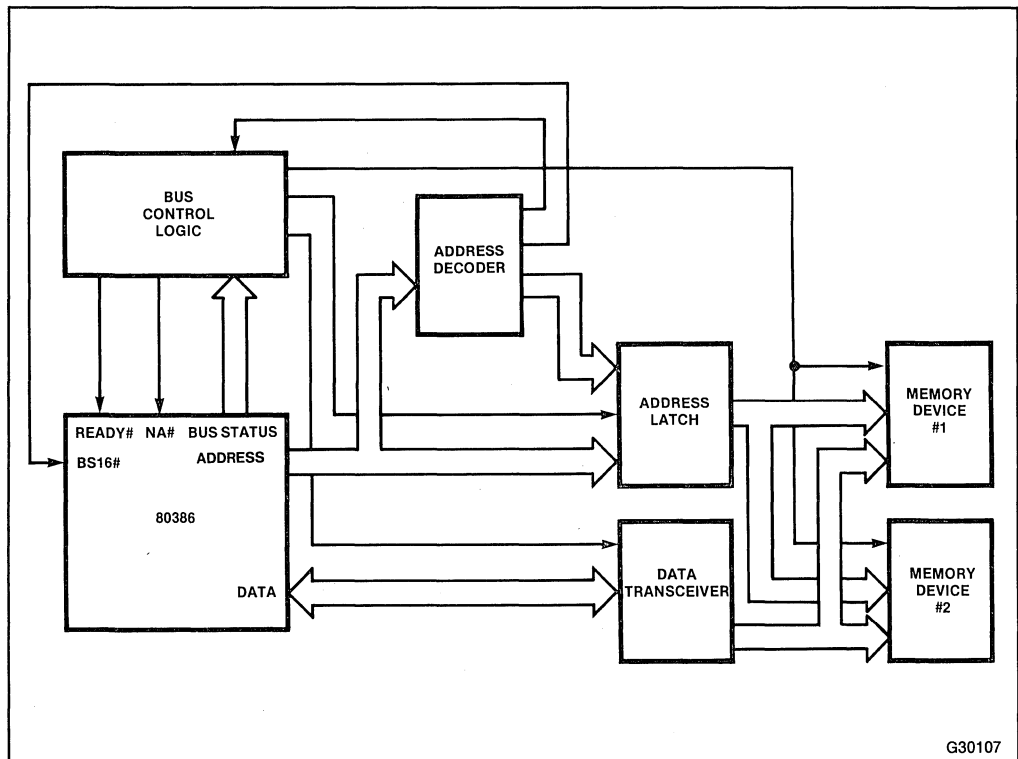 BUS
CONTROL
LOGIC
ADDRESS
DECODER
ADDRESS
LATCH
MEMORY
DEVICE
#1
READY# NA# BUS STATUS
ADDRESS
BS16#
80386
DATA
DATA
TRANSCEIVER
MEMORY
DEVICE
#2
G30107